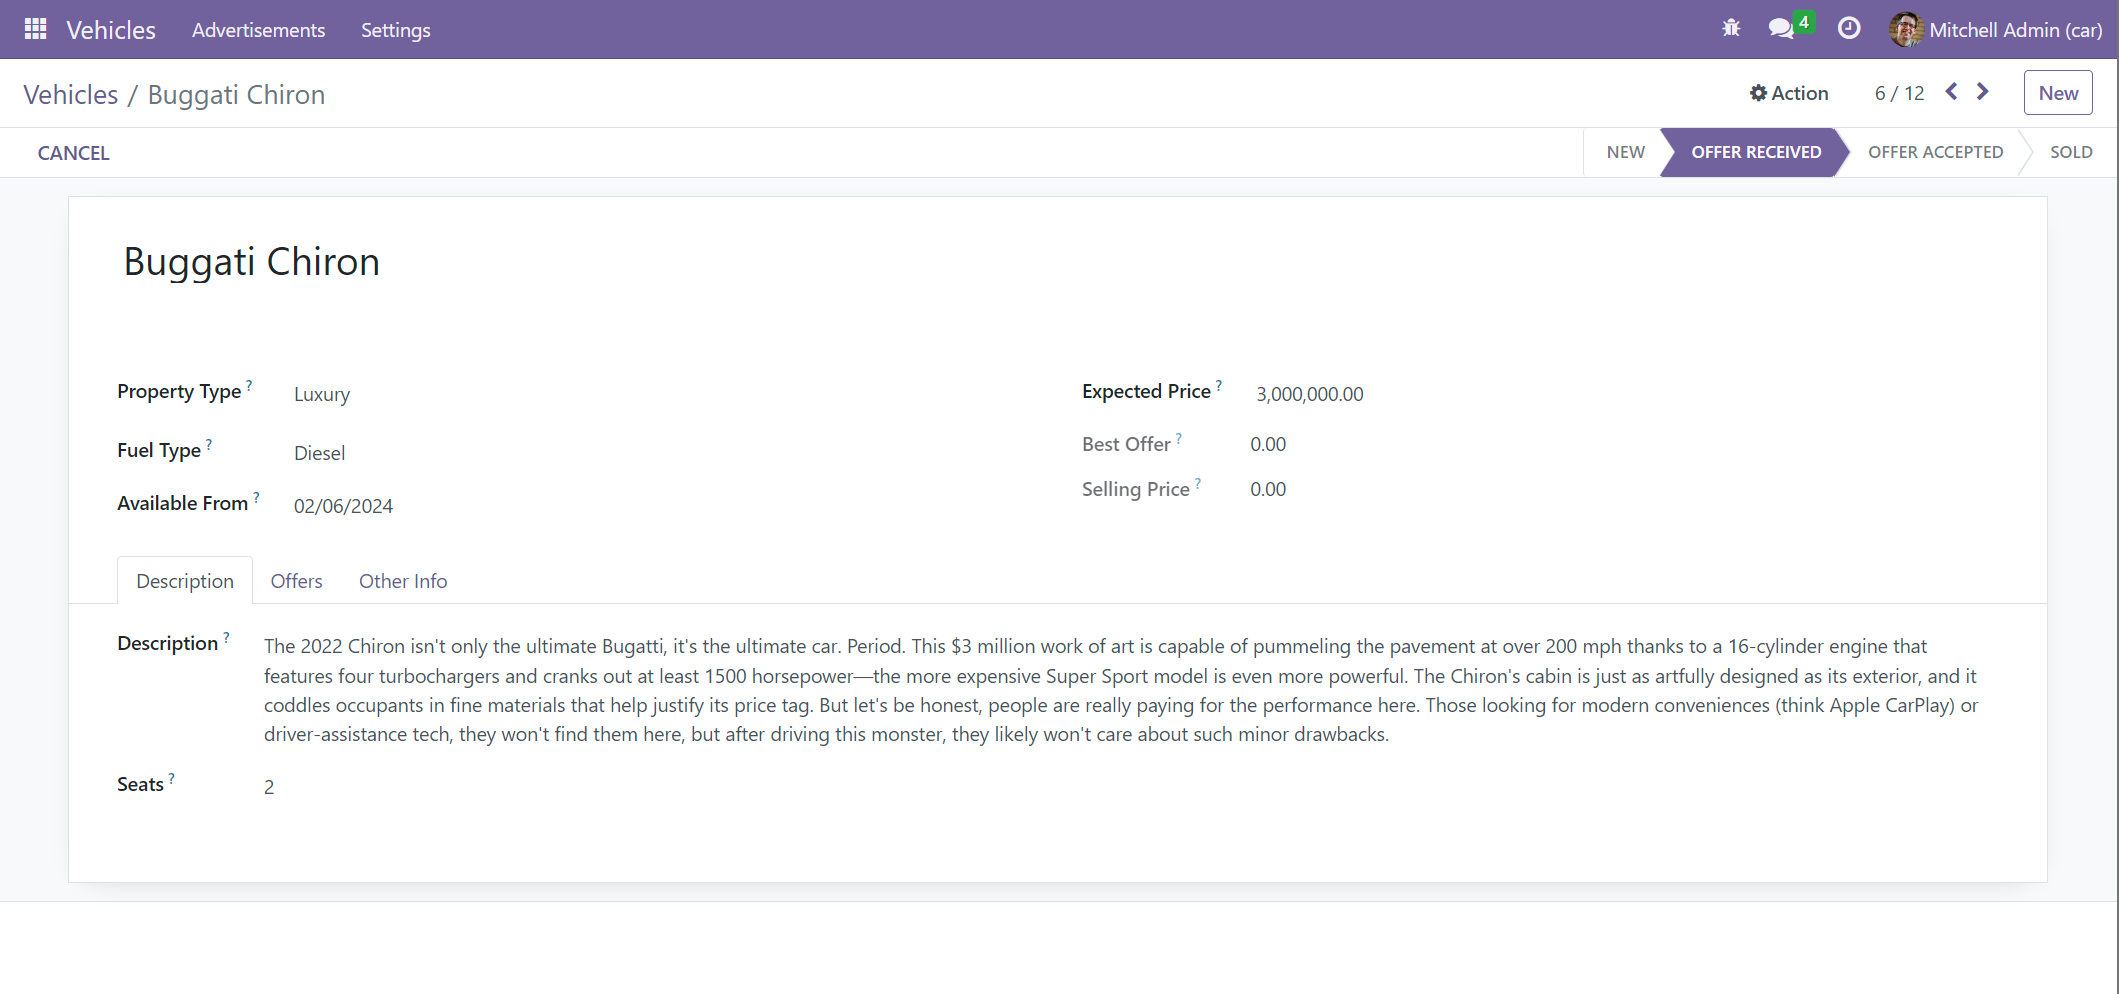 Vehicles Advertisements Settings 4 Mitchell Admin (car)
Vehicles / Buggati Chiron Action 6 / 12 New
CANCEL NEW OFFER RECEIVED OFFER ACCEPTED SOLD
Buggati Chiron
Property Type ? Luxury Expected Price ? 3,000,000.00
Fuel Type ? Diesel Best Offer ? 0.00
Available From ? 02/06/2024 Selling Price ? 0.00
Description Offers Other Info
Description ? The 2022 Chiron isn't only the ultimate Bugatti, it's the ultimate car. Period. This $3 million work of art is capable of pummeling the pavement at over 200 mph thanks to a 16-cylinder engine that
features four turbochargers and cranks out at least 1500 horsepower—the more expensive Super Sport model is even more powerful. The Chiron's cabin is just as artfully designed as its exterior, and it
coddles occupants in fine materials that help justify its price tag. But let's be honest, people are really paying for the performance here. Those looking for modern conveniences (think Apple CarPlay) or
driver-assistance tech, they won't find them here, but after driving this monster, they likely won't care about such minor drawbacks.
Seats ? 2